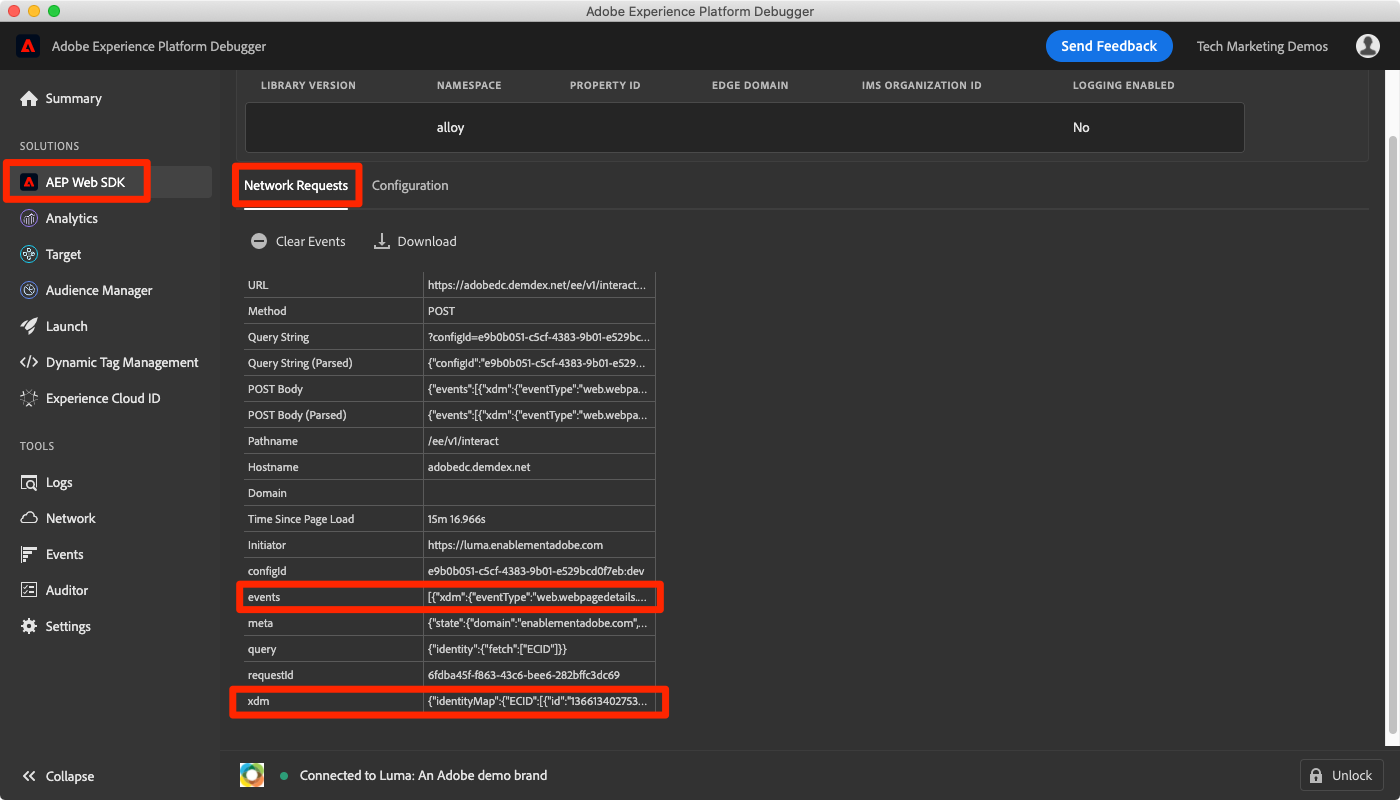 Adobe Experience Platform Debugger
Adobe Experience Platform Debugger
Send Feedback
Tech Marketing Demos
Summary
SOLUTIONS
AEP Web SDK
Analytics
Target
Audience Manager
Launch
Dynamic Tag Management
Experience Cloud ID
TOOLS
Logs
Network
Events
Auditor
Settings
Collapse
LIBRARY VERSION NAMESPACE PROPERTY ID EDGE DOMAIN IMS ORGANIZATION ID LOGGING ENABLED
alloy No
Network Requests Configuration
Clear Events Download
URL https://adobedc.demdex.net/ee/v1/interact...
Method POST
Query String ?configId=e9b0b051-c5cf-4383-9b01-e529bc...
Query String (Parsed) {"configId":"e9b0b051-c5cf-4383-9b01-e529...
POST Body {"events":[{"xdm":{"eventType":"web.webpa...
POST Body (Parsed) {"events":[{"xdm":{"eventType":"web.webpa...
Pathname /ee/v1/interact
Hostname adobedc.demdex.net
Domain
Time Since Page Load 15m 16.966s
Initiator https://luma.enablementadobe.com
configId e9b0b051-c5cf-4383-9b01-e529bcd0f7eb:dev
events [{"xdm":{"eventType":"web.webpagedetails....
meta {"state":{"domain":"enablementadobe.com",...
query {"identity":{"fetch":["ECID"]}}
requestId 6fdba45f-f863-43c6-bee6-282bffc3dc69
xdm {"identityMap":{"ECID":[{"id":"136613402753...
Connected to Luma: An Adobe demo brand
Unlock